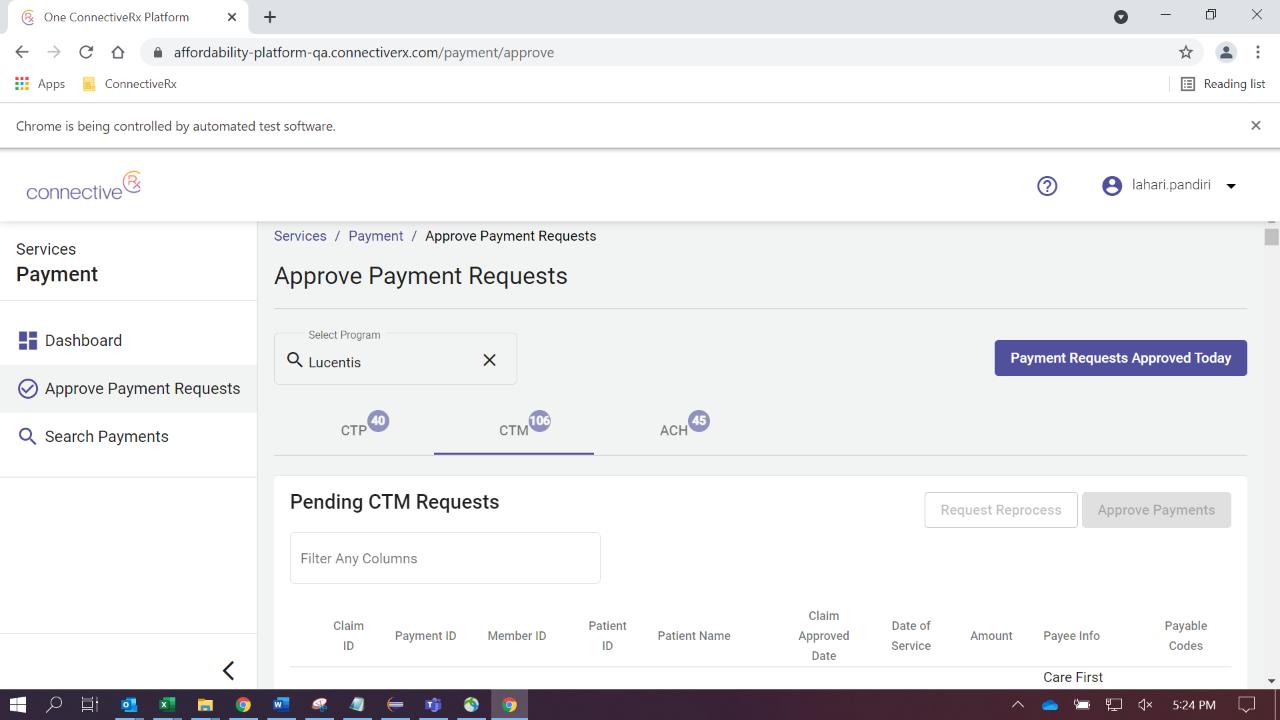 One ConnectiveRx Platform
affordability-platform-qa.connectiverx.com/payment/approve
Apps
ConnectiveRx
Reading list
Chrome is being controlled by automated test software.
connective Rx
lahari.pandiri
Services
Payment
Dashboard
Approve Payment Requests
Search Payments
Services / Payment / Approve Payment Requests
Approve Payment Requests
Select Program
Lucentis
Payment Requests Approved Today
CTP 40
CTM 106
ACH 45
Pending CTM Requests
Request Reprocess
Approve Payments
Filter Any Columns
Claim ID
Payment ID
Member ID
Patient ID
Patient Name
Claim Approved Date
Date of Service
Amount
Payee Info
Payable Codes
Care First
5:24 PM